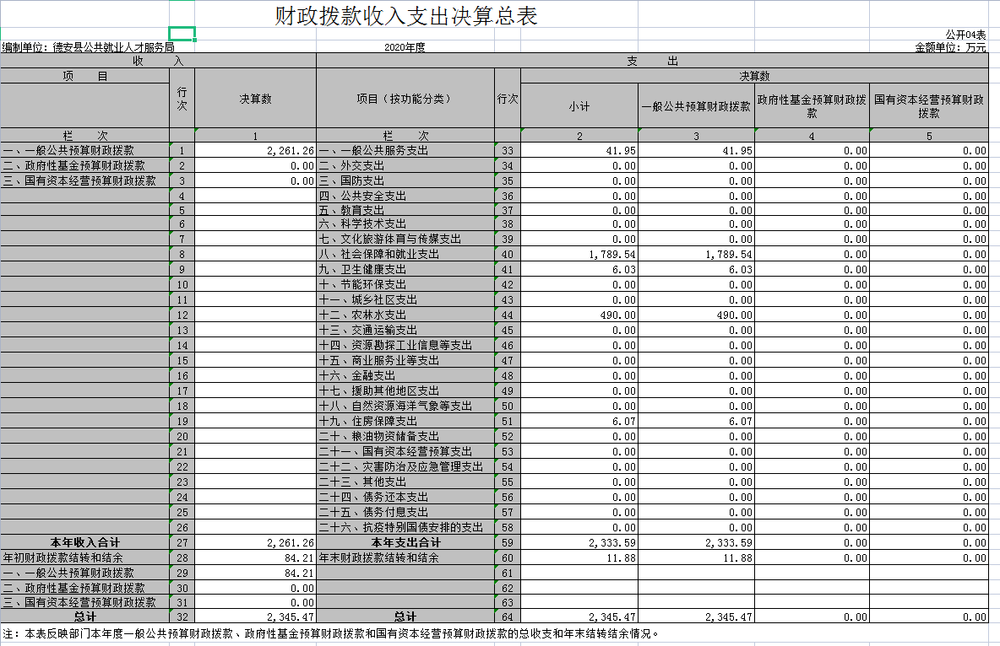 财政拨款收入支出决算总表
公开04表
编制单位：德安县公共就业人才服务局 2020年度 金额单位：万元
收 入 支 出
项 目 行次 决算数 项目（按功能分类） 行次 决算数
小计 一般公共预算财政拨款 政府性基金预算财政拨款 国有资本经营预算财政拨款
栏 次 1 栏 次 2 3 4 5
一、一般公共预算财政拨款 1 2,261.26 一、一般公共服务支出 33 41.95 41.95 0.00 0.00
二、政府性基金预算财政拨款 2 0.00 二、外交支出 34 0.00 0.00 0.00 0.00
三、国有资本经营预算财政拨款 3 0.00 三、国防支出 35 0.00 0.00 0.00 0.00
4 四、公共安全支出 36 0.00 0.00 0.00 0.00
5 五、教育支出 37 0.00 0.00 0.00 0.00
6 六、科学技术支出 38 0.00 0.00 0.00 0.00
7 七、文化旅游体育与传媒支出 39 0.00 0.00 0.00 0.00
8 八、社会保障和就业支出 40 1,789.54 1,789.54 0.00 0.00
9 九、卫生健康支出 41 6.03 6.03 0.00 0.00
10 十、节能环保支出 42 0.00 0.00 0.00 0.00
11 十一、城乡社区支出 43 0.00 0.00 0.00 0.00
12 十二、农林水支出 44 490.00 490.00 0.00 0.00
13 十三、交通运输支出 45 0.00 0.00 0.00 0.00
14 十四、资源勘探工业信息等支出 46 0.00 0.00 0.00 0.00
15 十五、商业服务业等支出 47 0.00 0.00 0.00 0.00
16 十六、金融支出 48 0.00 0.00 0.00 0.00
17 十七、援助其他地区支出 49 0.00 0.00 0.00 0.00
18 十八、自然资源海洋气象等支出 50 0.00 0.00 0.00 0.00
19 十九、住房保障支出 51 6.07 6.07 0.00 0.00
20 二十、粮油物资储备支出 52 0.00 0.00 0.00 0.00
21 二十一、国有资本经营预算支出 53 0.00 0.00 0.00 0.00
22 二十二、灾害防治及应急管理支出 54 0.00 0.00 0.00 0.00
23 二十三、其他支出 55 0.00 0.00 0.00 0.00
24 二十四、债务还本支出 56 0.00 0.00 0.00 0.00
25 二十五、债务付息支出 57 0.00 0.00 0.00 0.00
26 二十六、抗疫特别国债安排的支出 58 0.00 0.00 0.00 0.00
本年收入合计 27 2,261.26 本年支出合计 59 2,333.59 2,333.59 0.00 0.00
年初财政拨款结转和结余 28 84.21 年末财政拨款结转和结余 60 11.88 11.88 0.00 0.00
一、一般公共预算财政拨款 29 84.21 61
二、政府性基金预算财政拨款 30 0.00 62
三、国有资本经营预算财政拨款 31 0.00 63
总计 32 2,345.47 总计 64 2,345.47 2,345.47 0.00 0.00
注：本表反映部门本年度一般公共预算财政拨款、政府性基金预算财政拨款和国有资本经营预算财政拨款的总收支和年末结转结余情况。